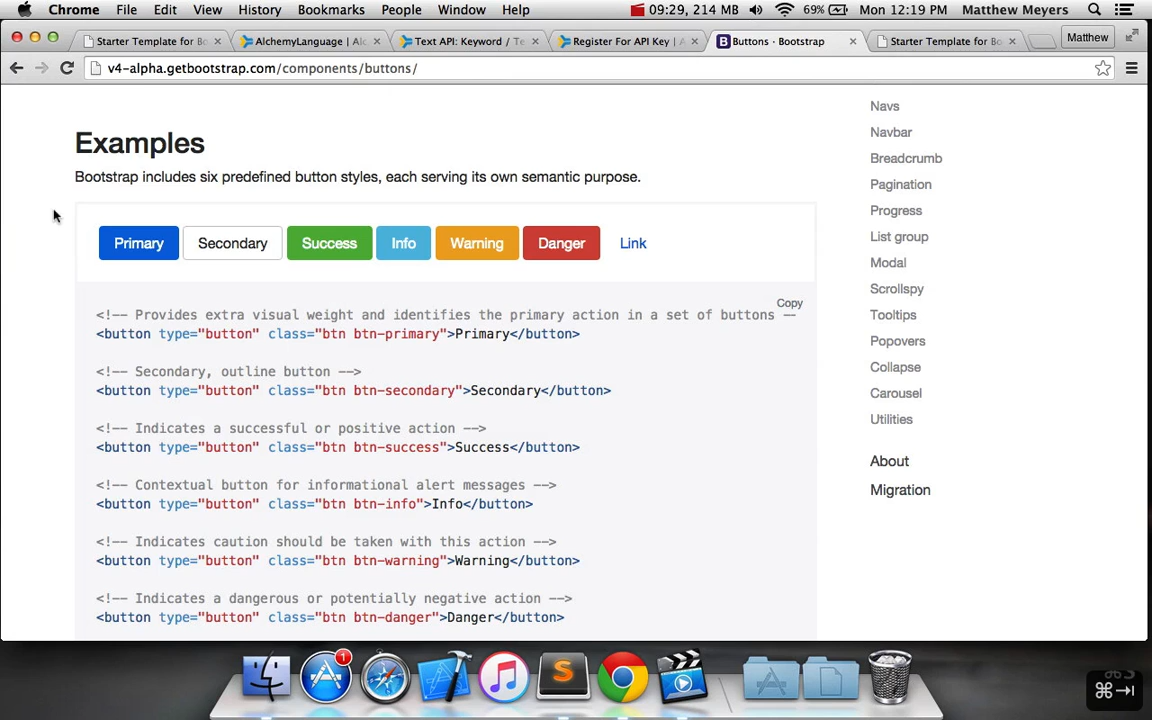 Chrome File Edit View History Bookmarks People Window Help 09:29, 214 MB 69% Mon 12:19 PM Matthew Meyers
Starter Template for Bo AlchemyLanguage | Alc Text API: Keyword / Te Register For API Key | A Buttons · Bootstrap Starter Template for Bo Matthew
v4-alpha.getbootstrap.com/components/buttons/
Examples
Bootstrap includes six predefined button styles, each serving its own semantic purpose.
Primary Secondary Success Info Warning Danger Link
Copy
<!-- Provides extra visual weight and identifies the primary action in a set of buttons --
<button type="button" class="btn btn-primary">Primary</button>
<!-- Secondary, outline button -->
<button type="button" class="btn btn-secondary">Secondary</button>
<!-- Indicates a successful or positive action -->
<button type="button" class="btn btn-success">Success</button>
<!-- Contextual button for informational alert messages -->
<button type="button" class="btn btn-info">Info</button>
<!-- Indicates caution should be taken with this action -->
<button type="button" class="btn btn-warning">Warning</button>
<!-- Indicates a dangerous or potentially negative action -->
<button type="button" class="btn btn-danger">Danger</button>
Navs
Navbar
Breadcrumb
Pagination
Progress
List group
Modal
Scrollspy
Tooltips
Popovers
Collapse
Carousel
Utilities
About
Migration
1
⌘→|